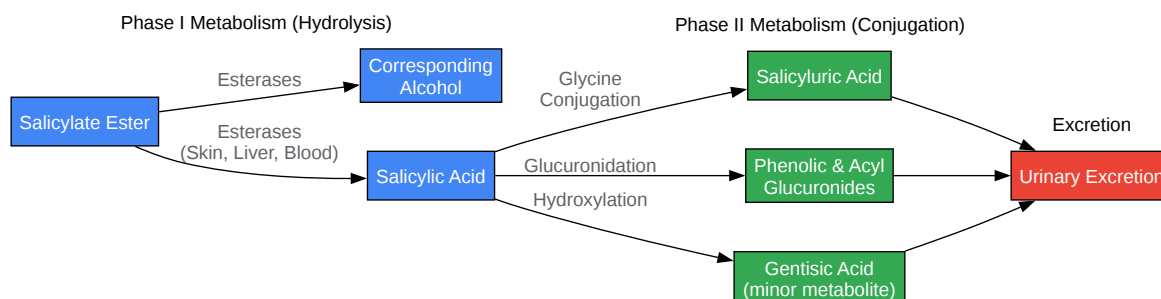 Phase I Metabolism (Hydrolysis)
Phase II Metabolism (Conjugation)
Salicylate Ester
Esterases
Corresponding
Alcohol
Esterases
(Skin, Liver, Blood)
Salicylic Acid
Glycine
Conjugation
Salicyluric Acid
Glucuronidation
Phenolic & Acyl
Glucuronides
Hydroxylation
Gentisic Acid
(minor metabolite)
Excretion
Urinary Excretion